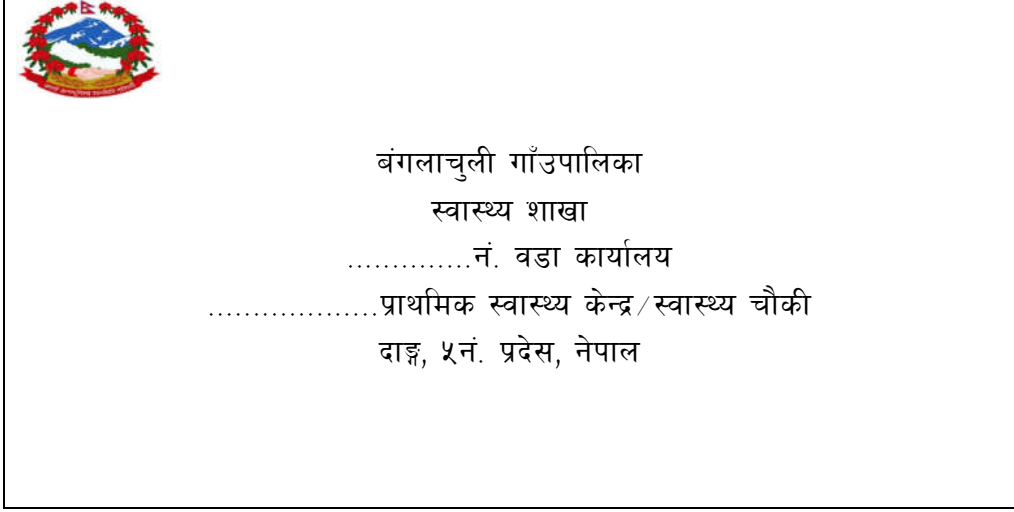 बंगलाचुली गाँउपालिका
स्वास्थ्य शाखा
..............नं. वडा कार्यालय
...................प्राथमिक स्वास्थ्य केन्द्र/स्वास्थ्य चौकी
दाङ्ग, ५नं. प्रदेस, नेपाल